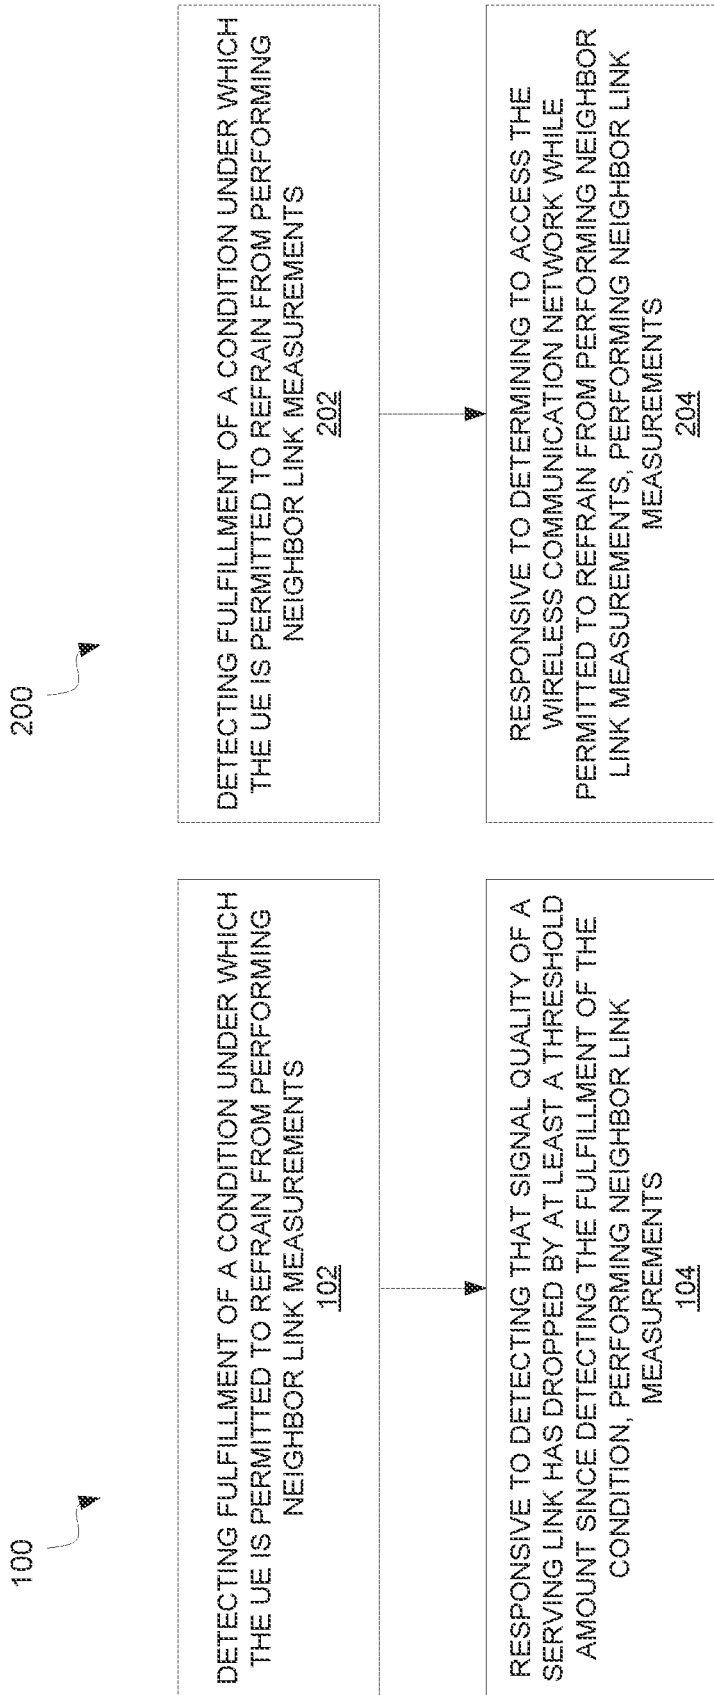 100
DETECTING FULFILLMENT OF A CONDITION UNDER WHICH
THE UE IS PERMITTED TO REFRAIN FROM PERFORMING
NEIGHBOR LINK MEASUREMENTS
102
RESPONSIVE TO DETECTING THAT SIGNAL QUALITY OF A
SERVING LINK HAS DROPPED BY AT LEAST A THRESHOLD
AMOUNT SINCE DETECTING THE FULFILLMENT OF THE
CONDITION, PERFORMING NEIGHBOR LINK
MEASUREMENTS
104
200
DETECTING FULFILLMENT OF A CONDITION UNDER WHICH
THE UE IS PERMITTED TO REFRAIN FROM PERFORMING
NEIGHBOR LINK MEASUREMENTS
202
RESPONSIVE TO DETERMINING TO ACCESS THE
WIRELESS COMMUNICATION NETWORK WHILE
PERMITTED TO REFRAIN FROM PERFORMING NEIGHBOR
LINK MEASUREMENTS, PERFORMING NEIGHBOR LINK
MEASUREMENTS
204